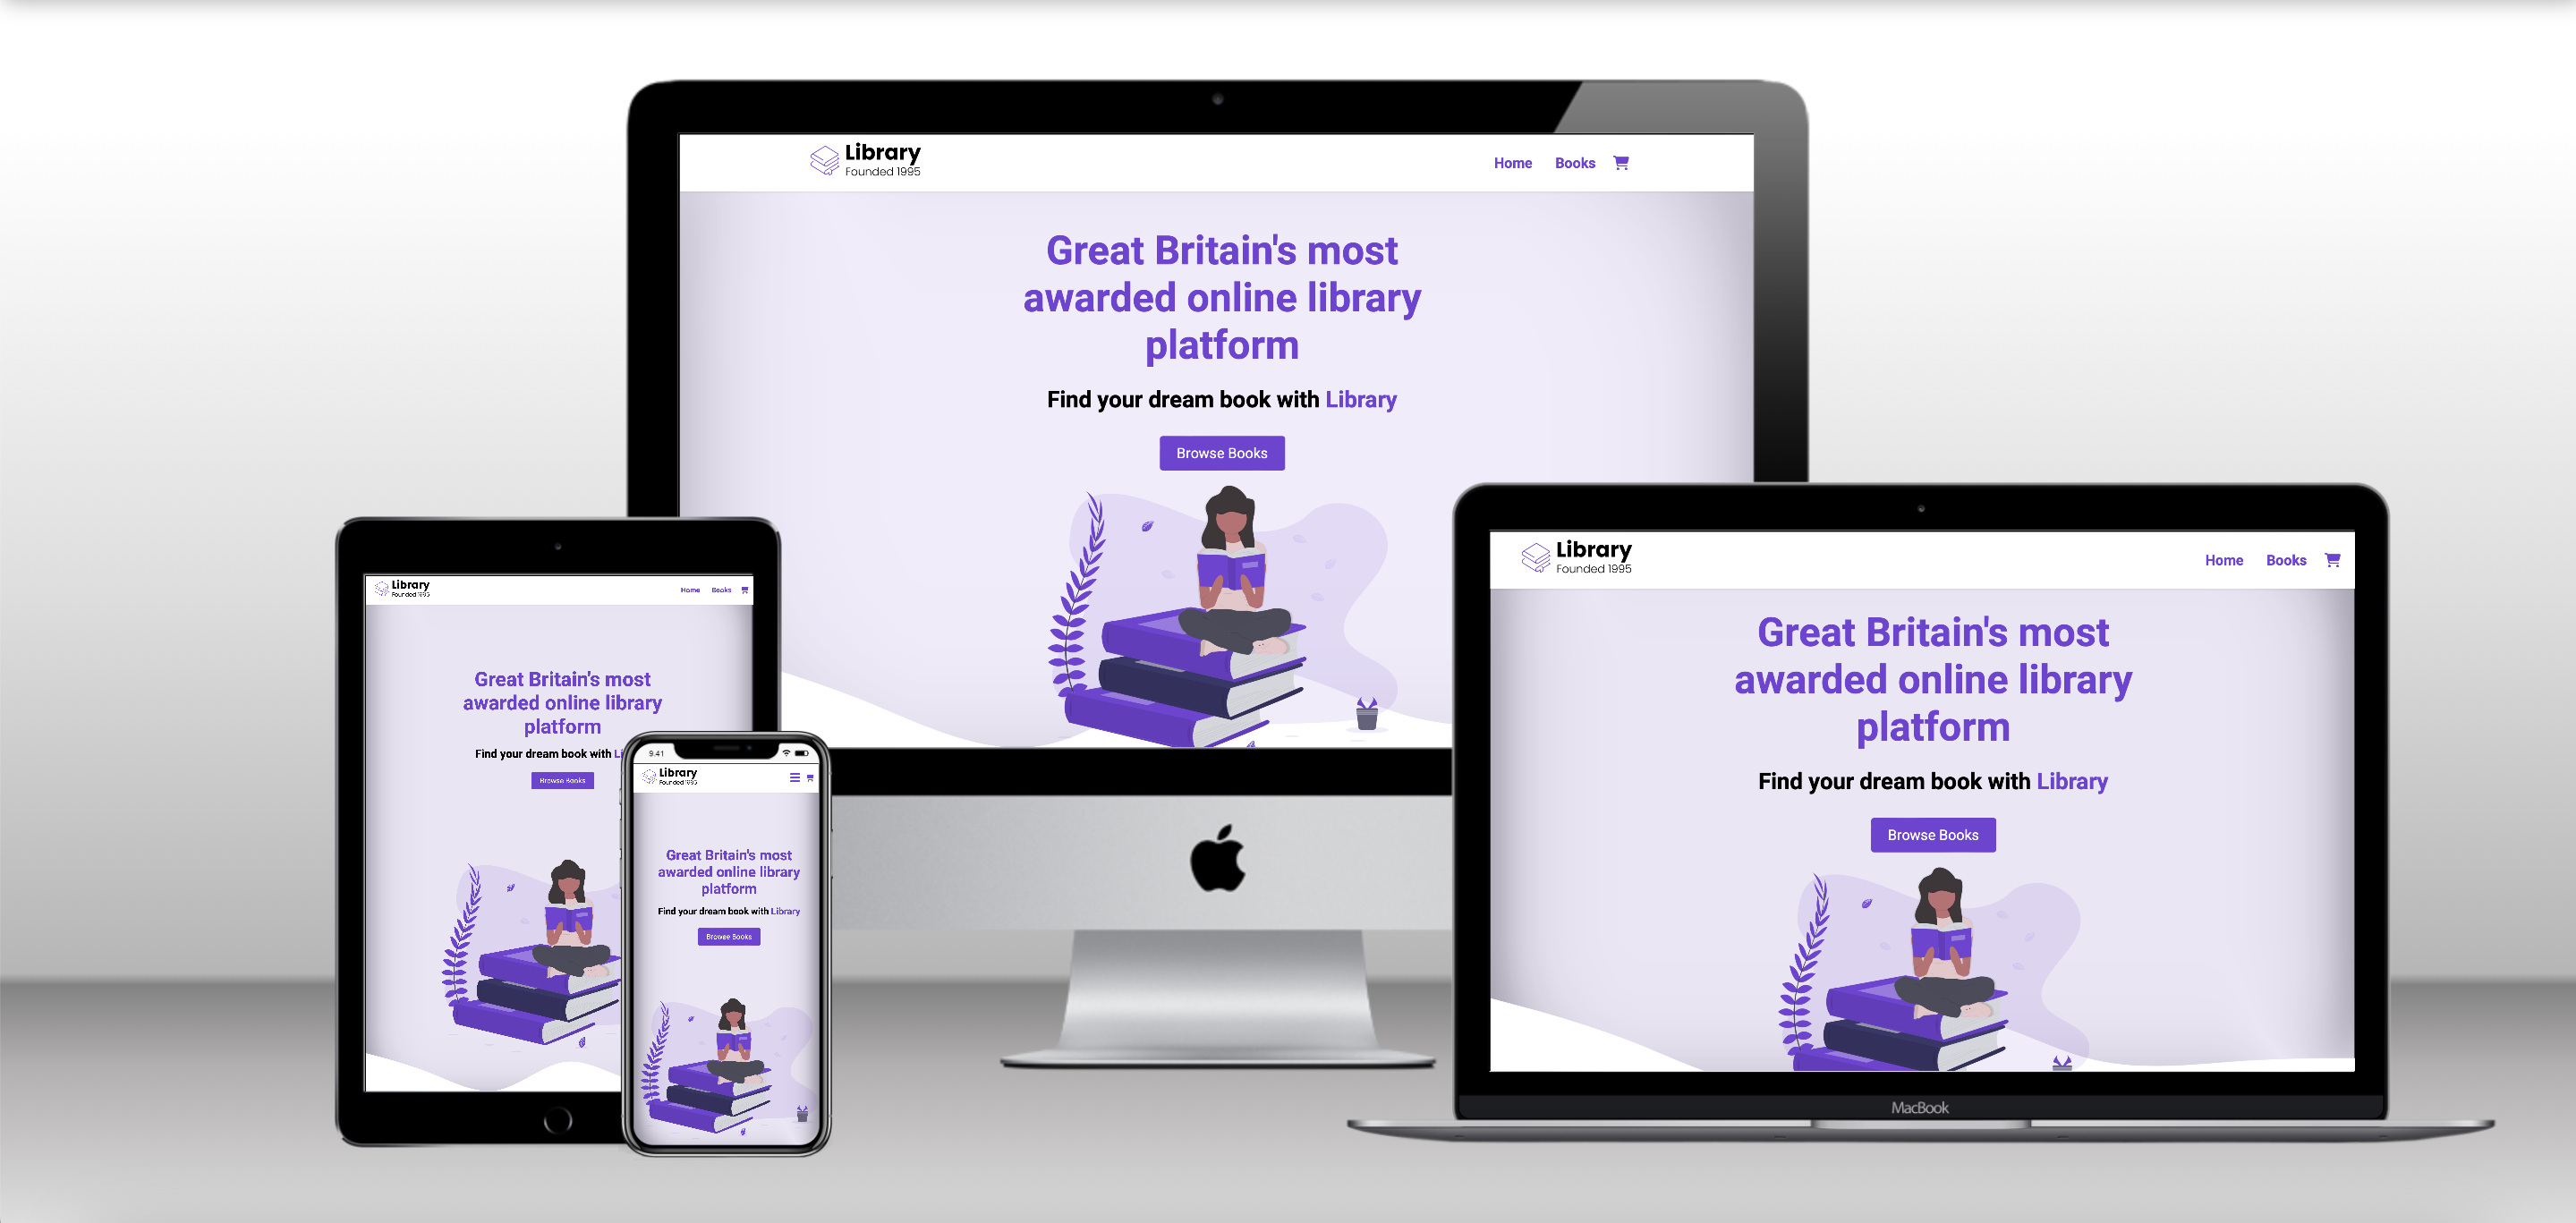 Library
Founded 1995
Home Books
Great Britain's most
awarded online library
platform
Find your dream book with Library
Browse Books
Library
Founded 1995
Home Books
Great Britain's most
awarded online library
platform
Find your dream book with Li
Browse Books
9.41
Library
Founded 1995
Great Britain's most
awarded online library
platform
Find your dream book with Library
Browse Books
Library
Founded 1995
Home Books
Great Britain's most
awarded online library
platform
Find your dream book with Library
Browse Books
MacBook